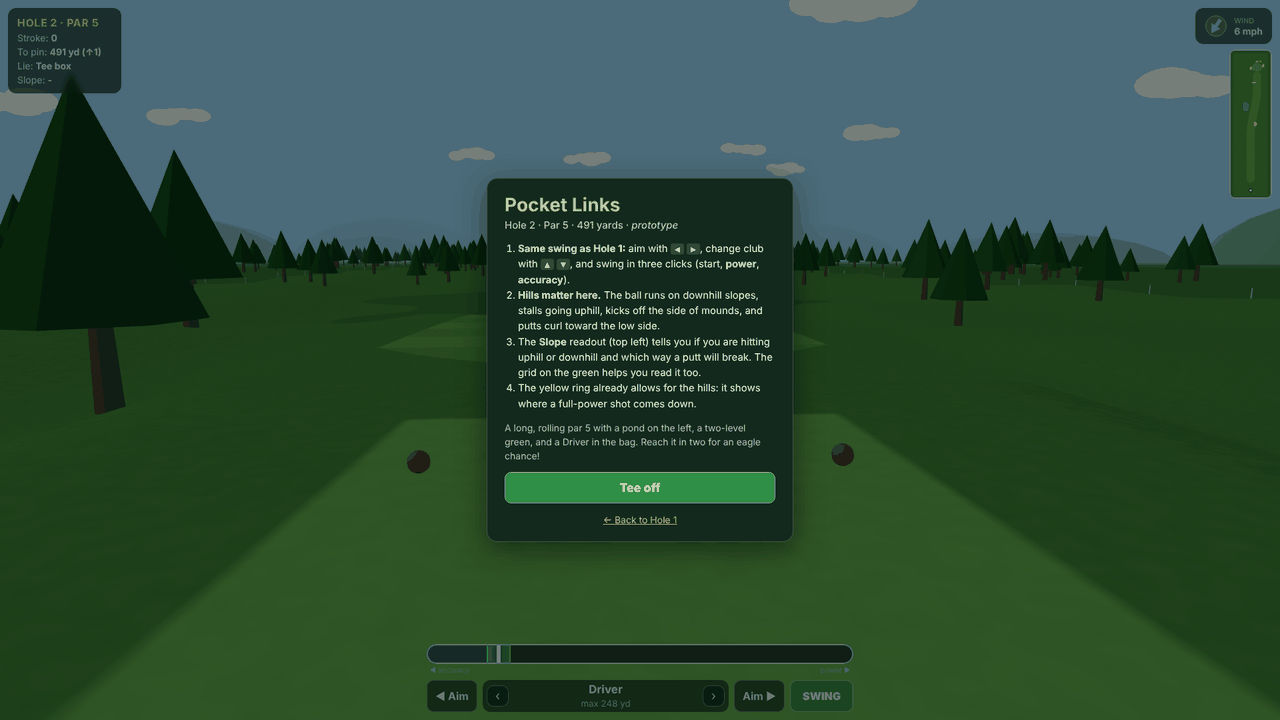 HOLE 2 · PAR 5
Stroke: 0
To pin: 491 yd (↑1)
Lie: Tee box
Slope: -
WIND
6 mph
Pocket Links
Hole 2 · Par 5 · 491 yards · prototype
1. Same swing as Hole 1: aim with ◀ ▶, change club
with ▲ ▼, and swing in three clicks (start, power,
accuracy).
2. Hills matter here. The ball runs on downhill slopes,
stalls going uphill, kicks off the side of mounds, and
putts curl toward the low side.
3. The Slope readout (top left) tells you if you are hitting
uphill or downhill and which way a putt will break. The
grid on the green helps you read it too.
4. The yellow ring already allows for the hills: it shows
where a full-power shot comes down.
A long, rolling par 5 with a pond on the left, a two-level
green, and a Driver in the bag. Reach it in two for an eagle
chance!
Tee off
← Back to Hole 1
◀ Aim
‹
Driver
max 248 yd
›
Aim ▶
SWING